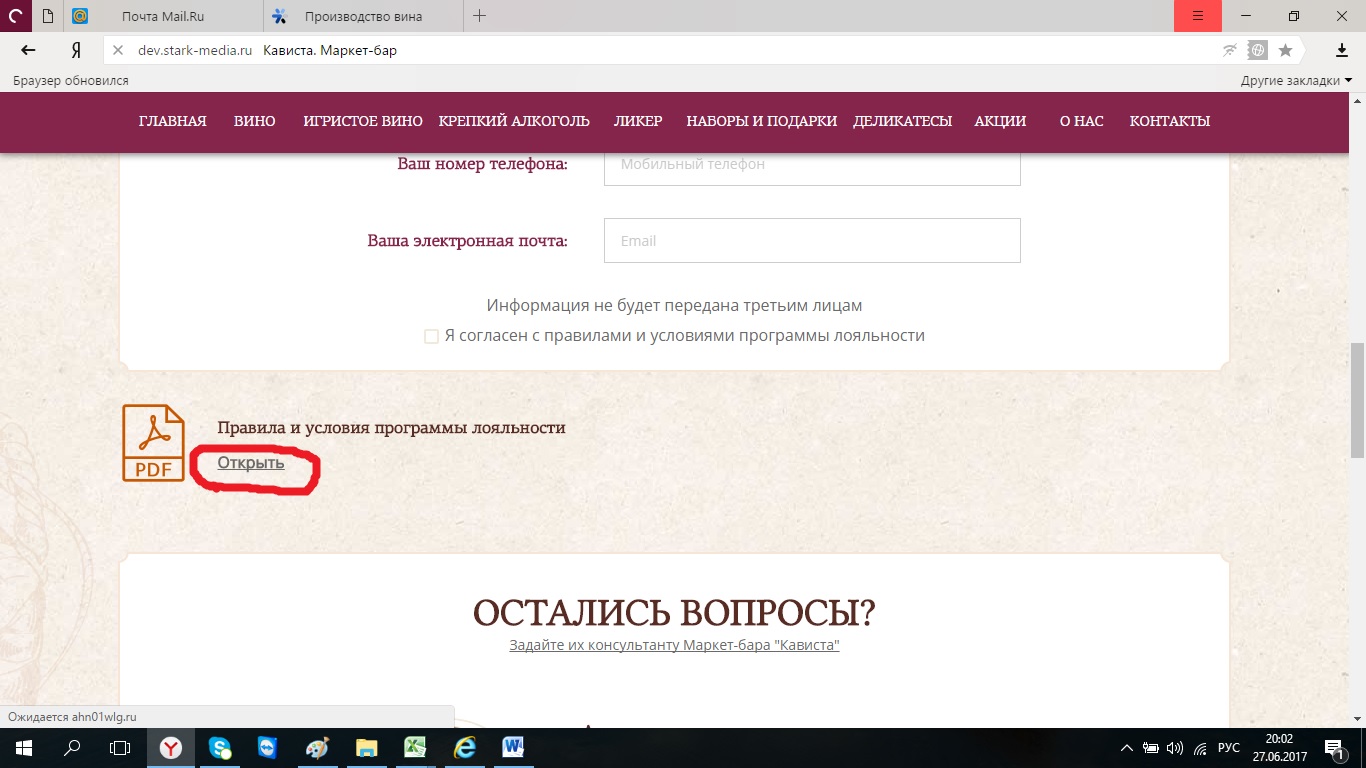 Почта Mail.Ru
Производство вина
dev.stark-media.ru Кависта. Маркет-бар
Браузер обновился
Другие закладки
ГЛАВНАЯ ВИНО ИГРИСТОЕ ВИНО КРЕПКИЙ АЛКОГОЛЬ ЛИКЕР НАБОРЫ И ПОДАРКИ ДЕЛИКАТЕСЫ АКЦИИ О НАС КОНТАКТЫ
Ваш номер телефона:
Мобильный телефон
Ваша электронная почта:
Email
Информация не будет передана третьим лицам
Я согласен с правилами и условиями программы лояльности
PDF
Правила и условия программы лояльности
Открыть
ОСТАЛИСЬ ВОПРОСЫ?
Задайте их консультанту Маркет-бара "Кависта"
Ожидается ahn01wlg.ru
РУС
20:02
27.06.2017
1